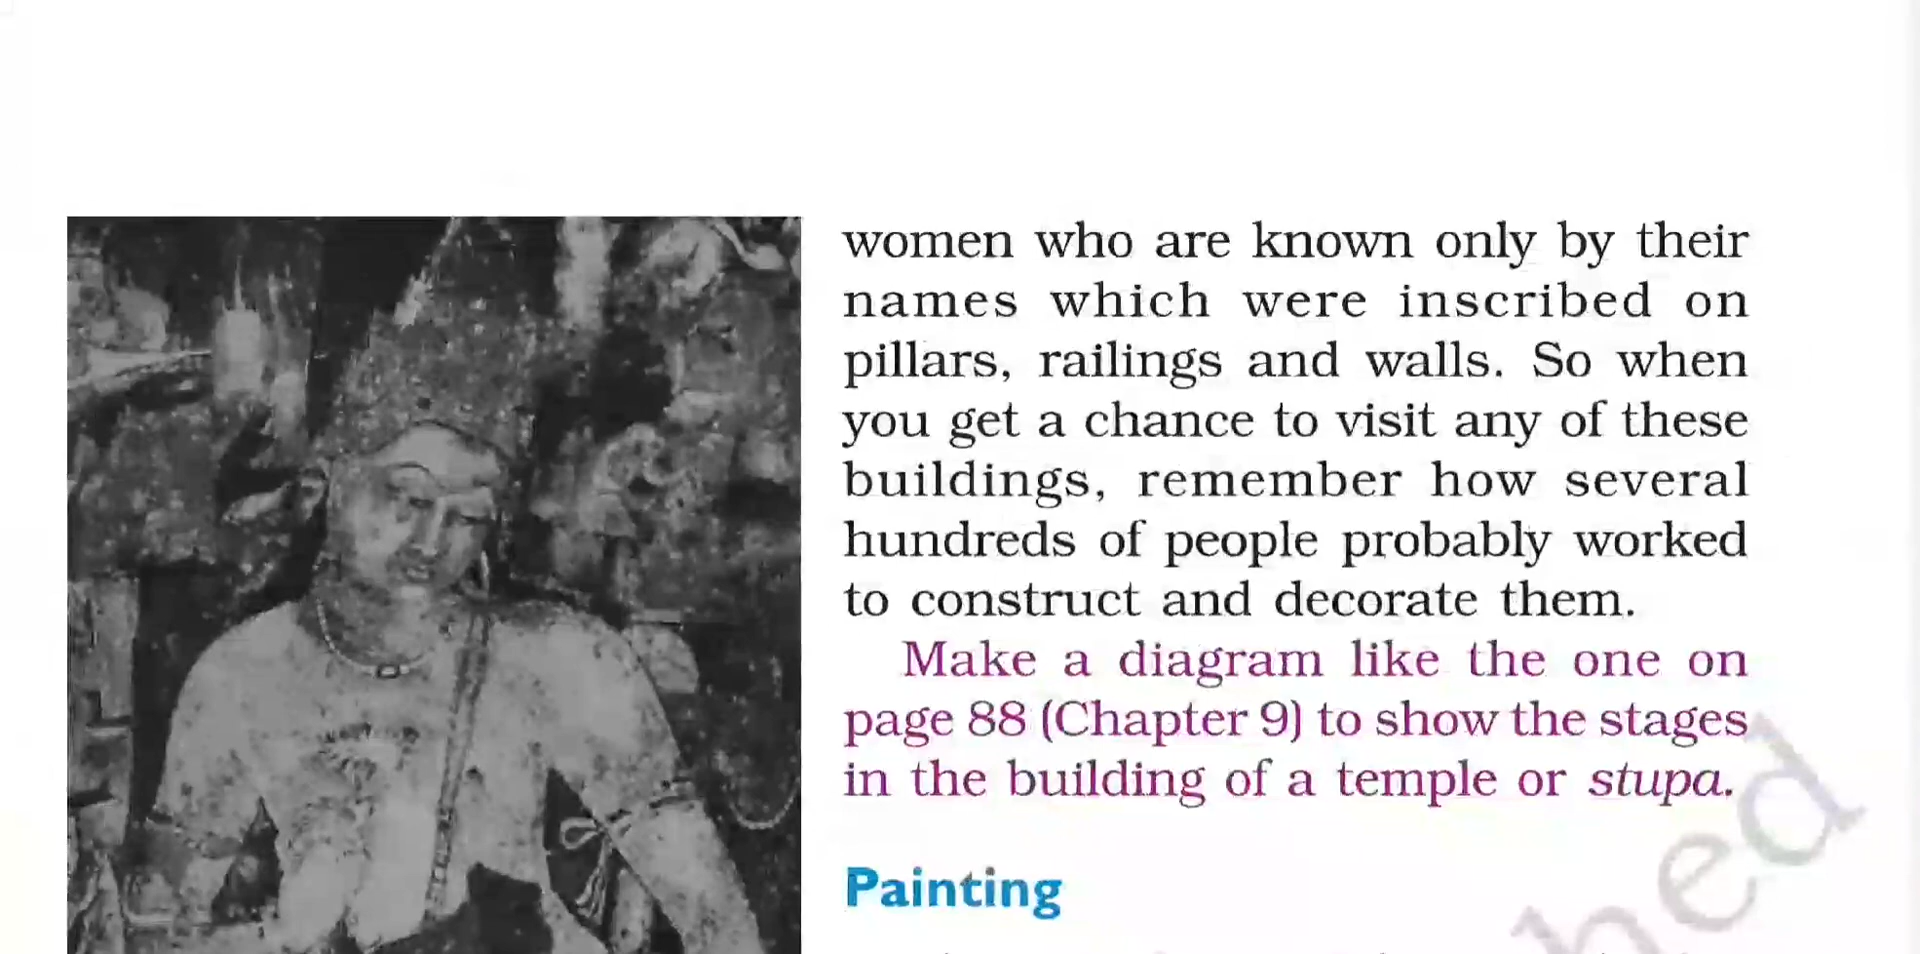 women who are known only by their
names which were inscribed on
pillars, railings and walls. So when
you get a chance to visit any of these
buildings, remember how several
hundreds of people probably worked
to construct and decorate them.
Make a diagram like the one on
page 88 (Chapter 9) to show the stages
in the building of a temple or stupa.
Painting